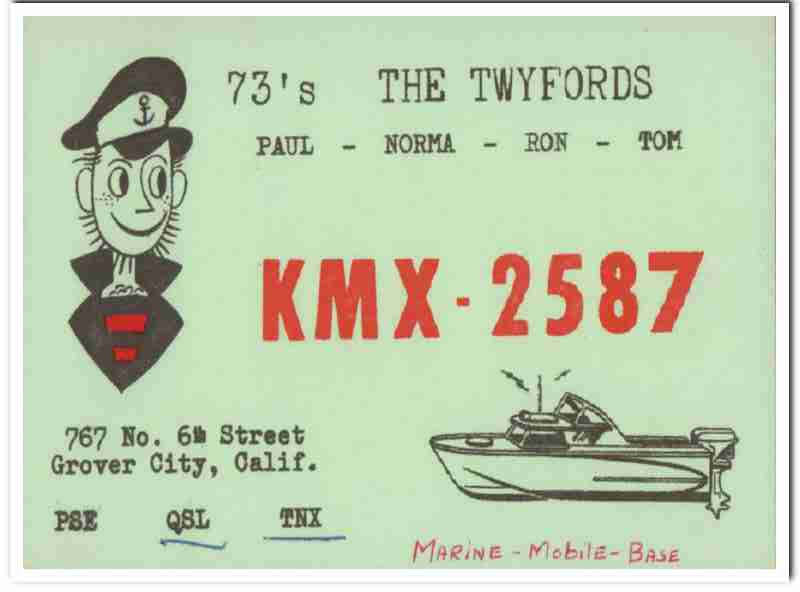 73's THE TWYFORDS
PAUL - NORMA - RON - TOM
KMX-2587
767 No. 6th Street
Grover City, Calif.
PSE QSL TNX
MARINE - MOBILE - BASE